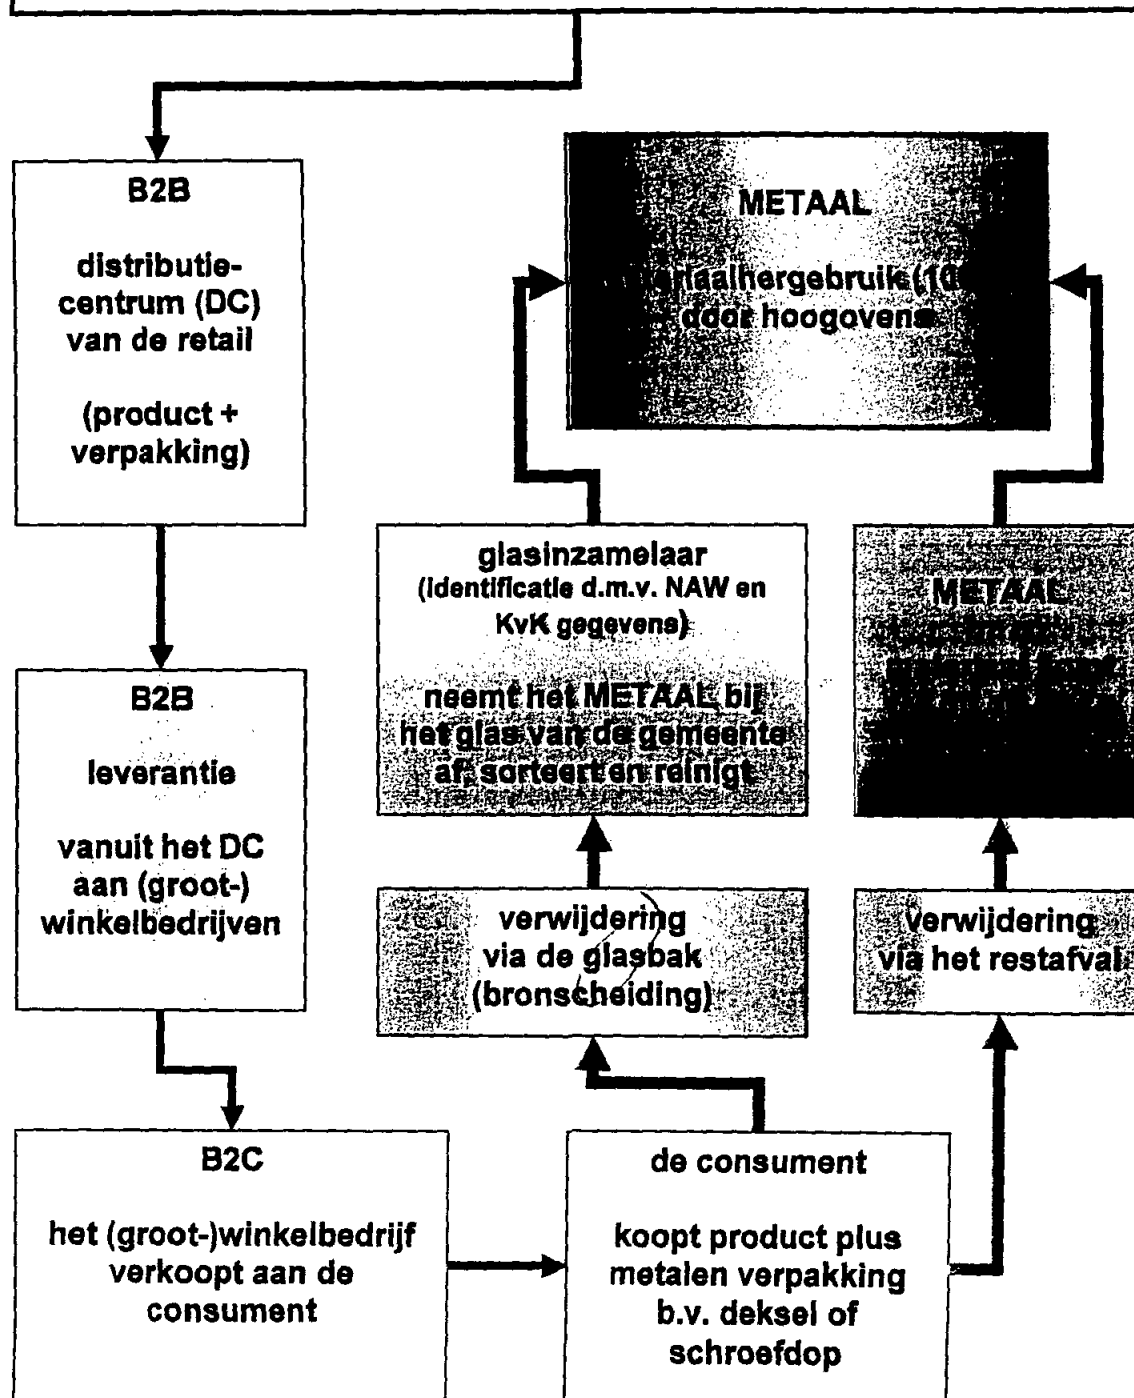 B2B
distributie-
centrum (DC)
van de retail
(product +
verpakking)
METAAL
door hoogovens
B2B
leverantie
vanuit het DC
aan (groot-)
winkelbedrijven
glasinzamelaar
(identificatie d.m.v. NAW en
KvK gegevens)
neemt het METAAL bij
het glas van de gemeente
af, sorteert en reinigt
METAAL
verwijdering
via de glasbak
(bronscheiding)
verwijdering
via het restafval
B2C
het (groot-)winkelbedrijf
verkoopt aan de
consument
de consument
koopt product plus
metalen verpakking
b.v. deksel of
schroefdop